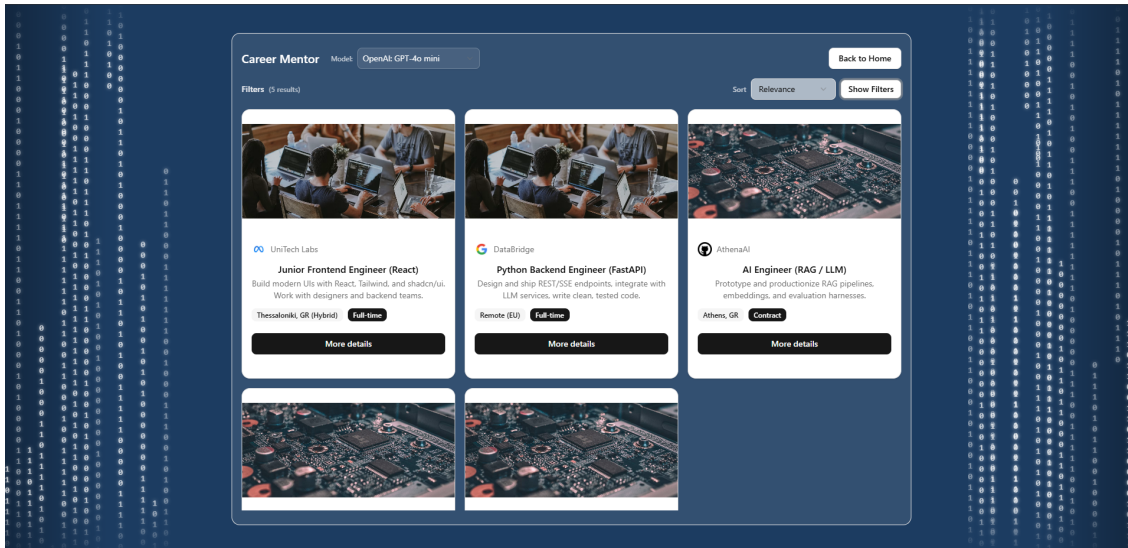 Career Mentor
Model:
OpenAI: GPT-4o mini
Back to Home
Filters (5 results)
Sort
Relevance
Show Filters
UniTech Labs
Junior Frontend Engineer (React)
Build modern UIs with React, Tailwind, and shadcn/ui.
Work with designers and backend teams.
Thessaloniki, GR (Hybrid)
Full-time
More details
DataBridge
Python Backend Engineer (FastAPI)
Design and ship REST/SSE endpoints, integrate with
LLM services, write clean, tested code.
Remote (EU)
Full-time
More details
AthenaAI
AI Engineer (RAG / LLM)
Prototype and productionize RAG pipelines,
embeddings, and evaluation harnesses.
Athens, GR
Contract
More details